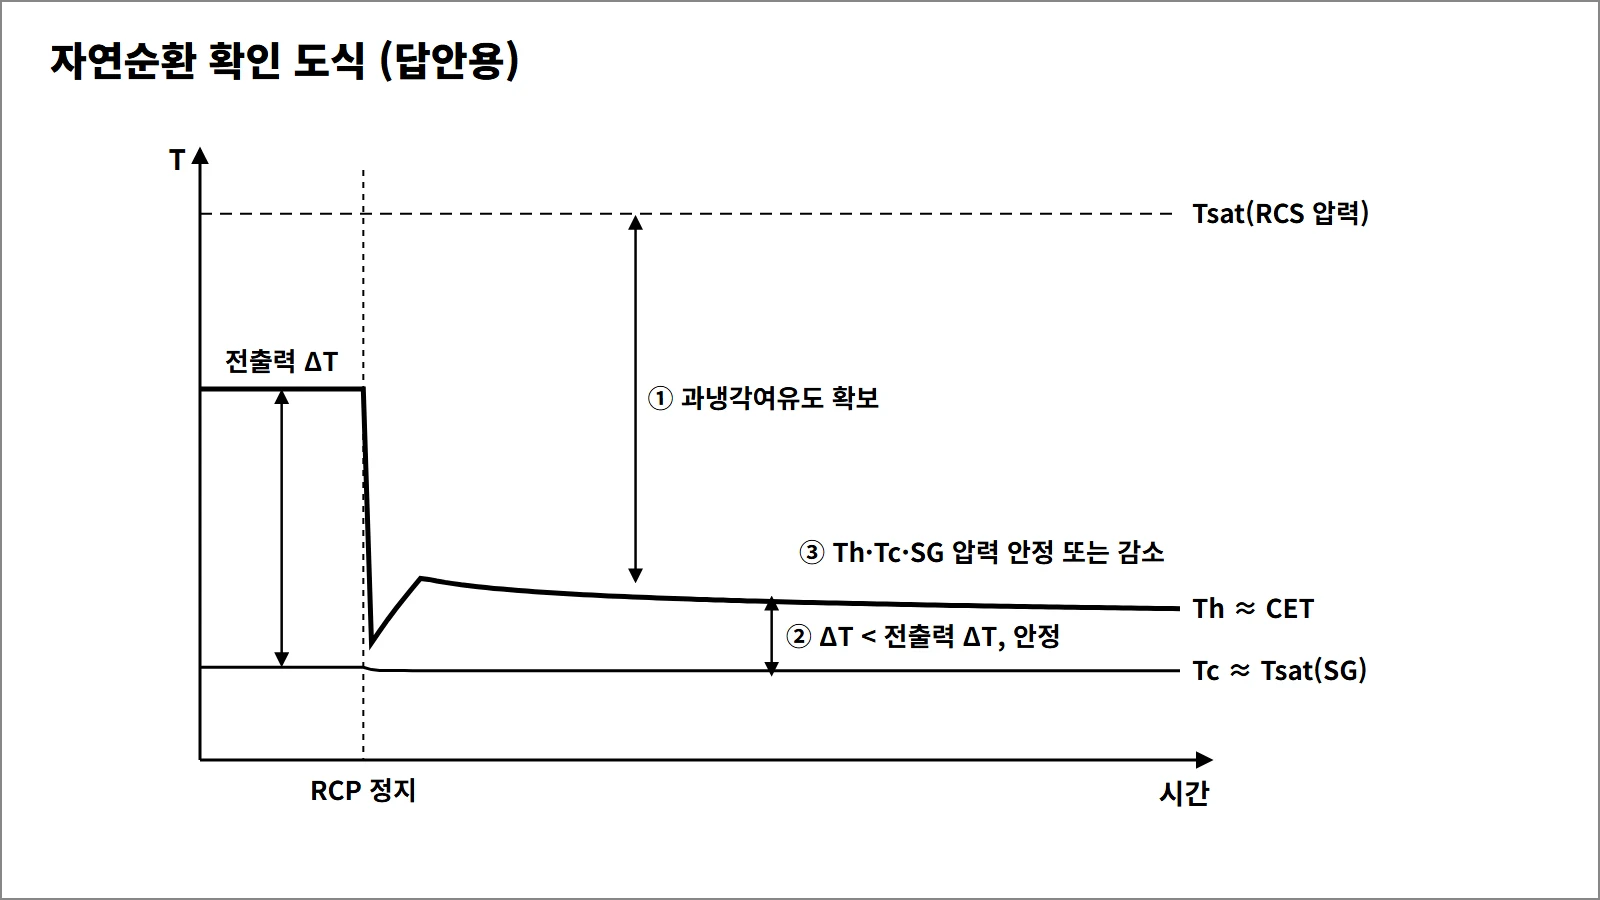 자연순환 확인 도식 (답안용)
T
Tsat(RCS 압력)
전출력 ΔT
① 과냉각여유도 확보
③ Th·Tc·SG 압력 안정 또는 감소
Th ≈ CET
② ΔT < 전출력 ΔT, 안정
Tc ≈ Tsat(SG)
RCP 정지
시간